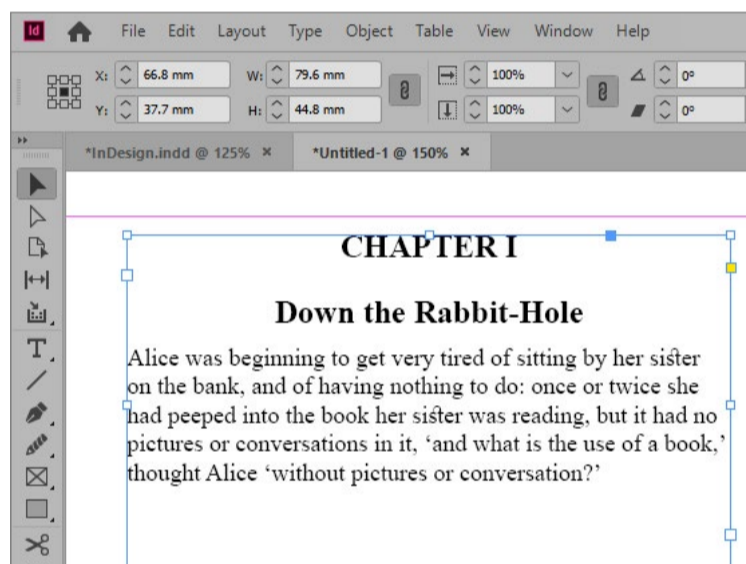 Id File Edit Layout Type Object Table View Window Help
X: 66.8 mm W: 79.6 mm 100% 0°
Y: 37.7 mm H: 44.8 mm 100% 0°
*InDesign.indd @ 125% × *Untitled-1 @ 150% ×
CHAPTER I
Down the Rabbit-Hole
Alice was beginning to get very tired of sitting by her sister
on the bank, and of having nothing to do: once or twice she
had peeped into the book her sister was reading, but it had no
pictures or conversations in it, ‘and what is the use of a book,’
thought Alice ‘without pictures or conversation?’